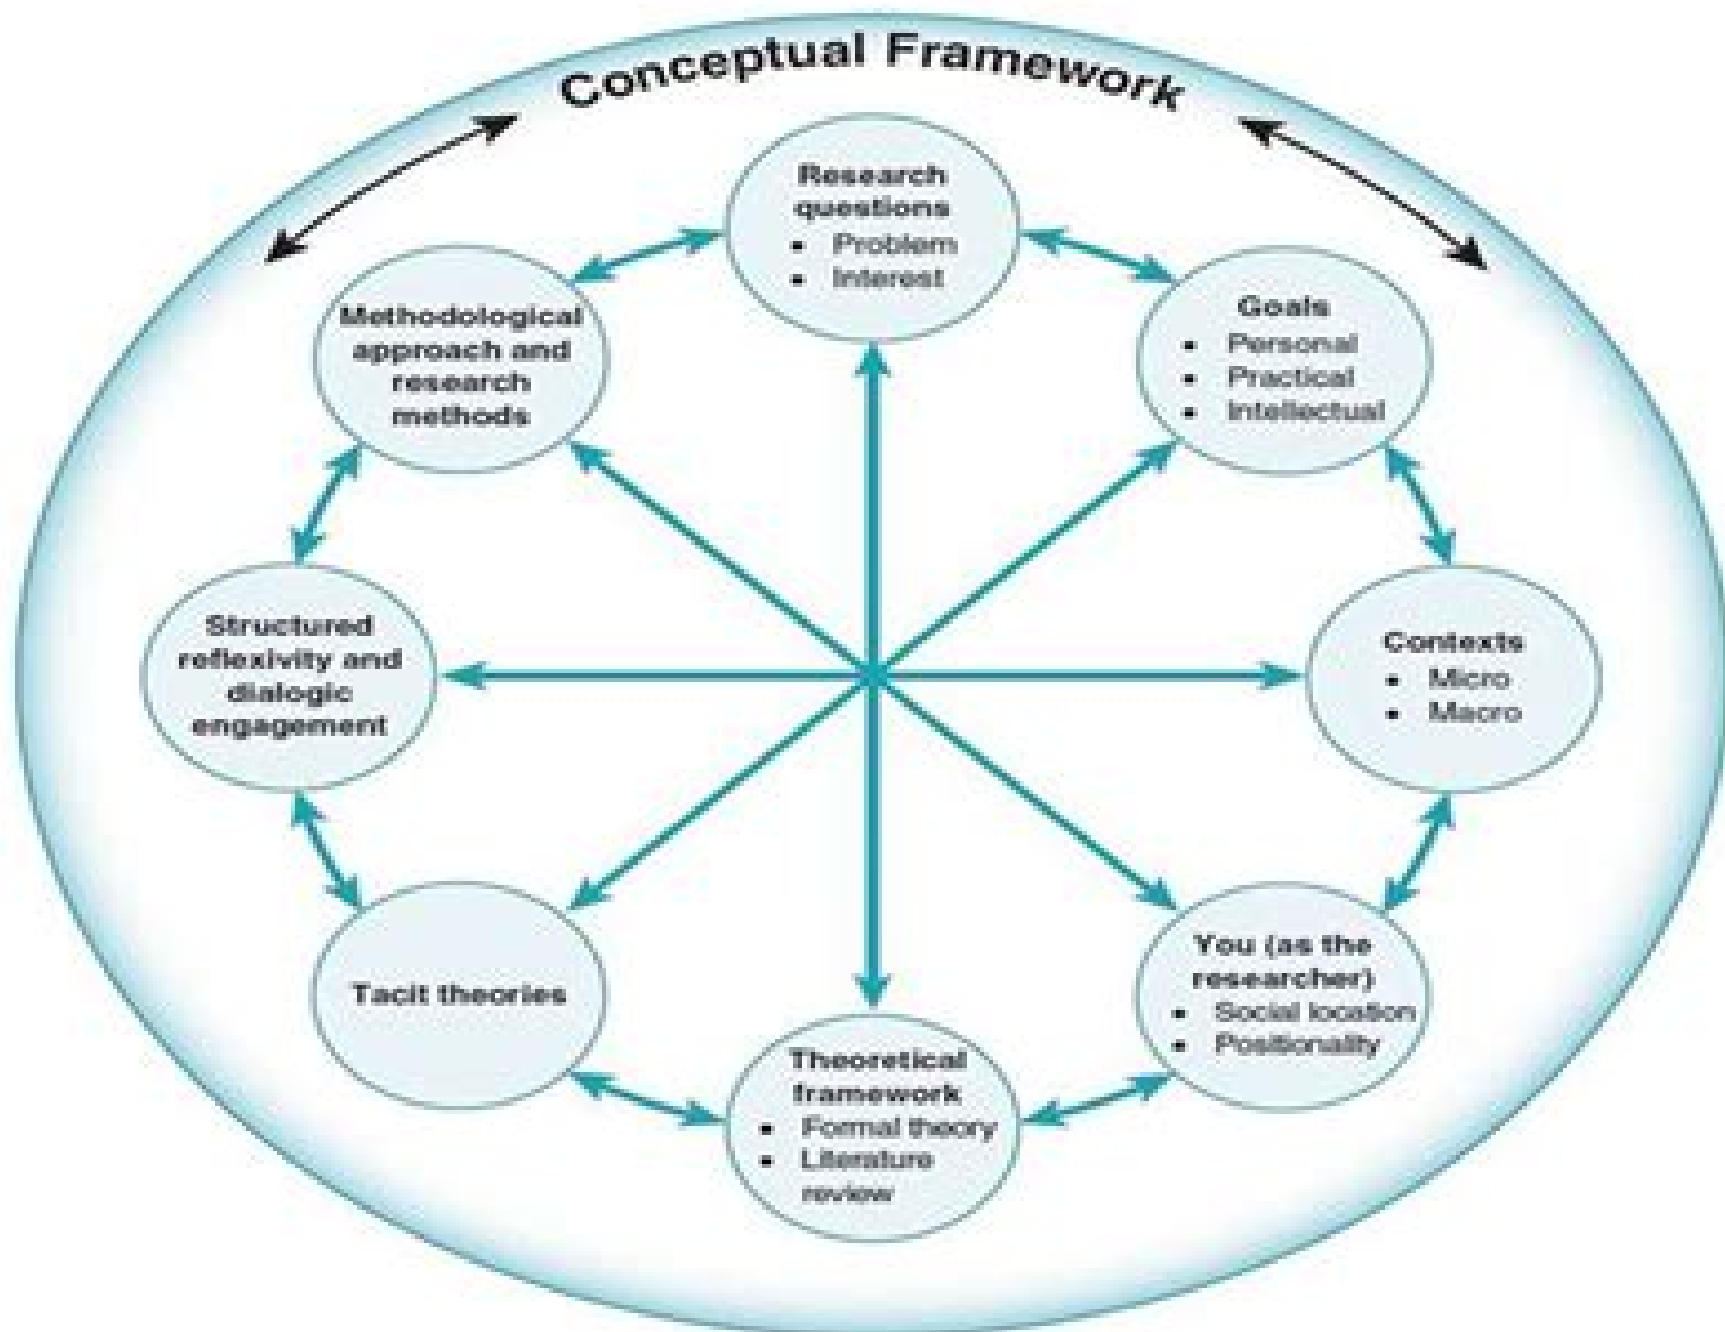 Conceptual Framework
Research
questions
• Problem
• Interest
Goals
• Personal
• Practical
• Intellectual
Contexts
• Micro
• Macro
You (as the
researcher)
• Social location
• Positionality
Theoretical
framework
• Formal theory
• Literature
review
Tacit theories
Structured
reflexivity and
dialogic
engagement
Methodological
approach and
research
methods